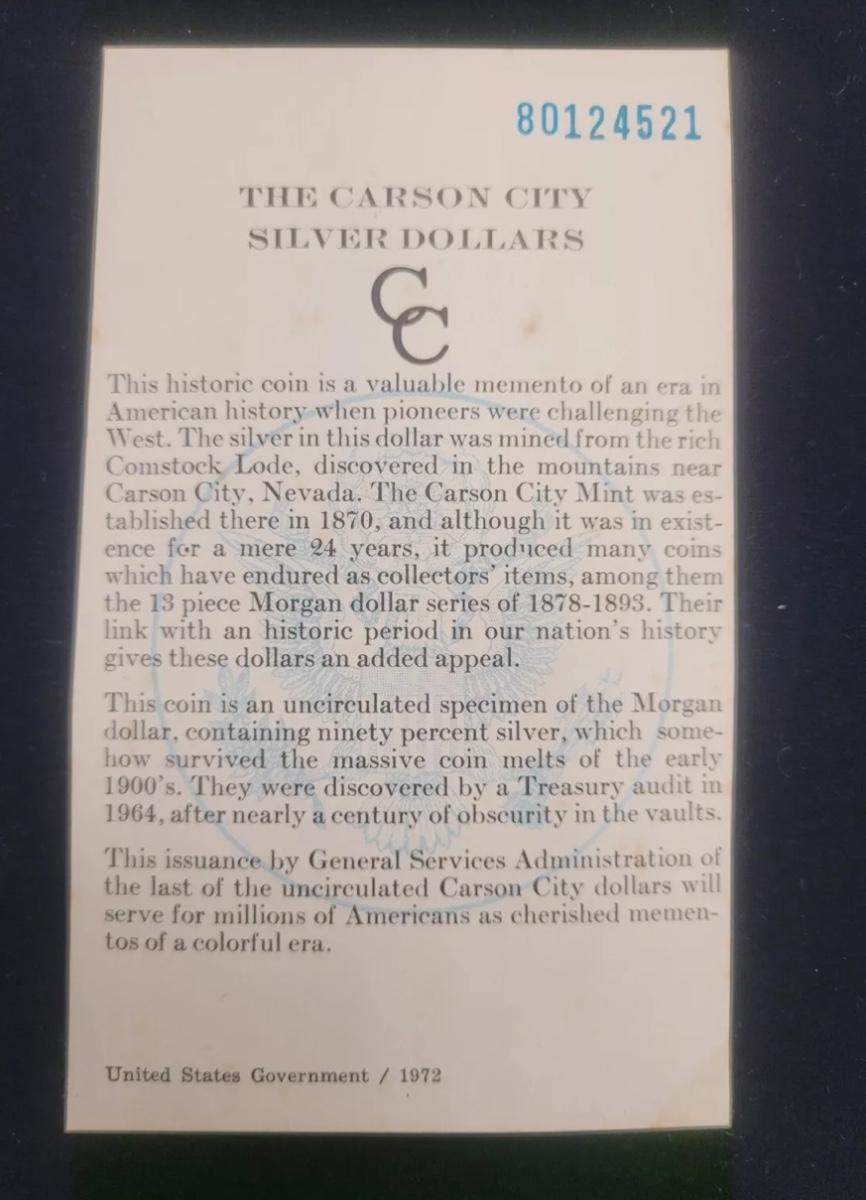 80124521
THE CARSON CITY
SILVER DOLLARS
CC
This historic coin is a valuable memento of an era in
American history when pioneers were challenging the
West. The silver in this dollar was mined from the rich
Comstock Lode, discovered in the mountains near
Carson City, Nevada. The Carson City Mint was es-
tablished there in 1870, and although it was in exist-
ence for a mere 24 years, it produced many coins
which have endured as collectors' items, among them
the 13 piece Morgan dollar series of 1878-1893. Their
link with an historic period in our nation's history
gives these dollars an added appeal.
This coin is an uncirculated specimen of the Morgan
dollar, containing ninety percent silver, which some-
how survived the massive coin melts of the early
1900's. They were discovered by a Treasury audit in
1964, after nearly a century of obscurity in the vaults.
This issuance by General Services Administration of
the last of the uncirculated Carson City dollars will
serve for millions of Americans as cherished memen-
tos of a colorful era.
United States Government / 1972